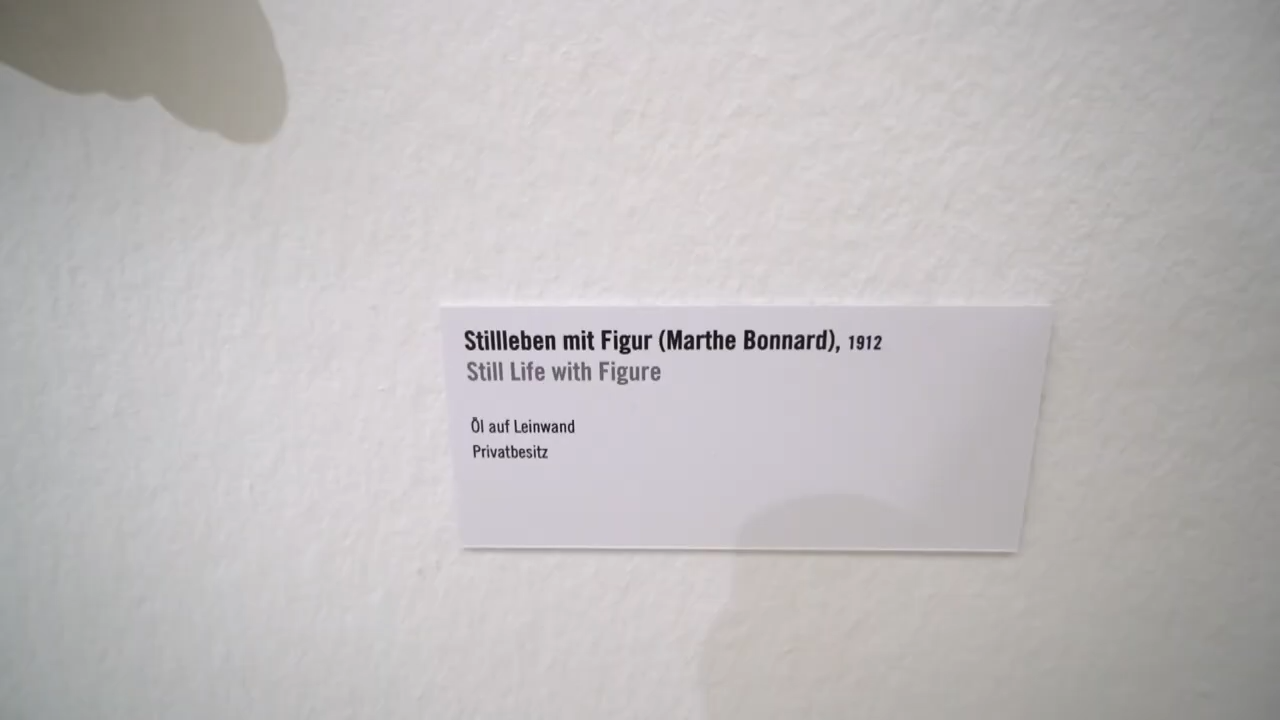 Stillleben mit Figur (Marthe Bonnard), 1912
Still Life with Figure
Öl auf Leinwand
Privatbesitz